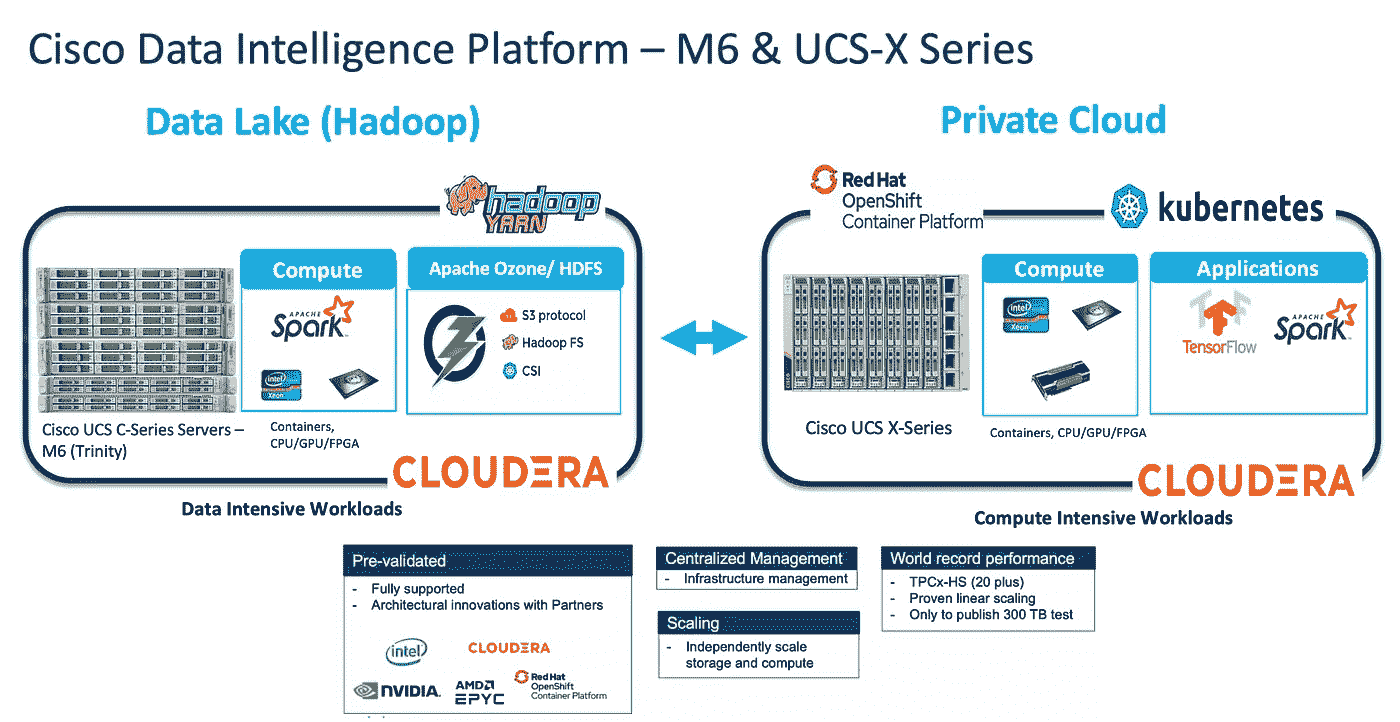 Cisco Data Intelligence Platform – M6 & UCS-X Series
Data Lake (Hadoop)
hadoop
YARN
Compute
APACHE
Spark
intel
Xeon
Containers,
CPU/GPU/FPGA
Apache Ozone/ HDFS
S3 protocol
Hadoop FS
CSI
Cisco UCS C-Series Servers –
M6 (Trinity)
CLOUDERA
Data Intensive Workloads
Private Cloud
Red Hat
OpenShift
Container Platform
kubernetes
Compute
intel
Xeon
Containers, CPU/GPU/FPGA
Applications
TensorFlow
APACHE
Spark
Cisco UCS X-Series
CLOUDERA
Compute Intensive Workloads
Pre-validated
- Fully supported
- Architectural innovations with Partners
intel
CLOUDERA
NVIDIA.
AMD
EPYC
Red Hat
OpenShift
Container Platform
Centralized Management
- Infrastructure management
Scaling
- Independently scale
storage and compute
World record performance
- TPCx-HS (20 plus)
- Proven linear scaling
- Only to publish 300 TB test